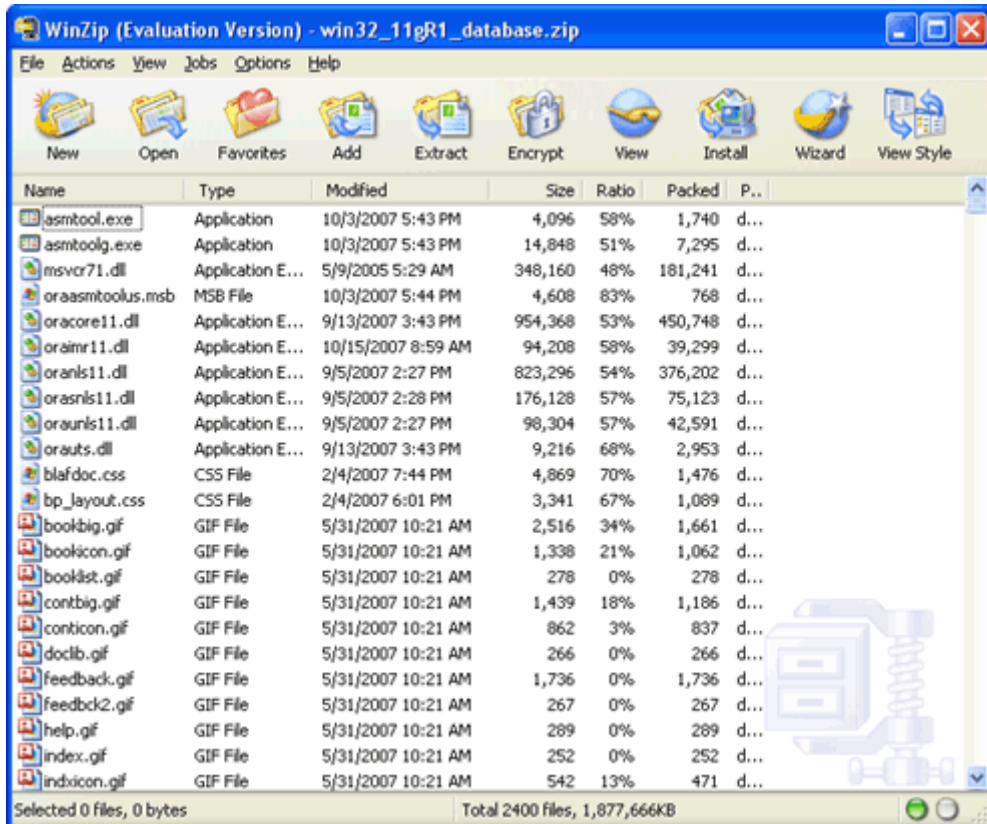 WinZip (Evaluation Version) - win32_11gR1_database.zip
File Actions View Jobs Options Help
New Open Favorites Add Extract Encrypt View Install Wizard View Style
Name Type Modified Size Ratio Packed P..
asmtool.exe Application 10/3/2007 5:43 PM 4,096 58% 1,740 d...
asmtoolg.exe Application 10/3/2007 5:43 PM 14,848 51% 7,295 d...
msvcr71.dll Application E... 5/9/2005 5:29 AM 348,160 48% 181,241 d...
oraasmtoolus.msb MSB File 10/3/2007 5:44 PM 4,608 83% 768 d...
oracore11.dll Application E... 9/13/2007 3:43 PM 954,368 53% 450,748 d...
oraimr11.dll Application E... 10/15/2007 8:59 AM 94,208 58% 39,299 d...
oranls11.dll Application E... 9/5/2007 2:27 PM 823,296 54% 376,202 d...
orasnls11.dll Application E... 9/5/2007 2:28 PM 176,128 57% 75,123 d...
oraunls11.dll Application E... 9/5/2007 2:27 PM 98,304 57% 42,591 d...
orauts.dll Application E... 9/13/2007 3:43 PM 9,216 68% 2,953 d...
blafdoc.css CSS File 2/4/2007 7:44 PM 4,869 70% 1,476 d...
bp_layout.css CSS File 2/4/2007 6:01 PM 3,341 67% 1,089 d...
bookbig.gif GIF File 5/31/2007 10:21 AM 2,516 34% 1,661 d...
bookicon.gif GIF File 5/31/2007 10:21 AM 1,338 21% 1,062 d...
booklist.gif GIF File 5/31/2007 10:21 AM 278 0% 278 d...
contbig.gif GIF File 5/31/2007 10:21 AM 1,439 18% 1,186 d...
conticon.gif GIF File 5/31/2007 10:21 AM 862 3% 837 d...
doclib.gif GIF File 5/31/2007 10:21 AM 266 0% 266 d...
feedback.gif GIF File 5/31/2007 10:21 AM 1,736 0% 1,736 d...
feedbck2.gif GIF File 5/31/2007 10:21 AM 267 0% 267 d...
help.gif GIF File 5/31/2007 10:21 AM 289 0% 289 d...
index.gif GIF File 5/31/2007 10:21 AM 252 0% 252 d...
indxicon.gif GIF File 5/31/2007 10:21 AM 542 13% 471 d...
Selected 0 files, 0 bytes Total 2400 files, 1,877,666KB